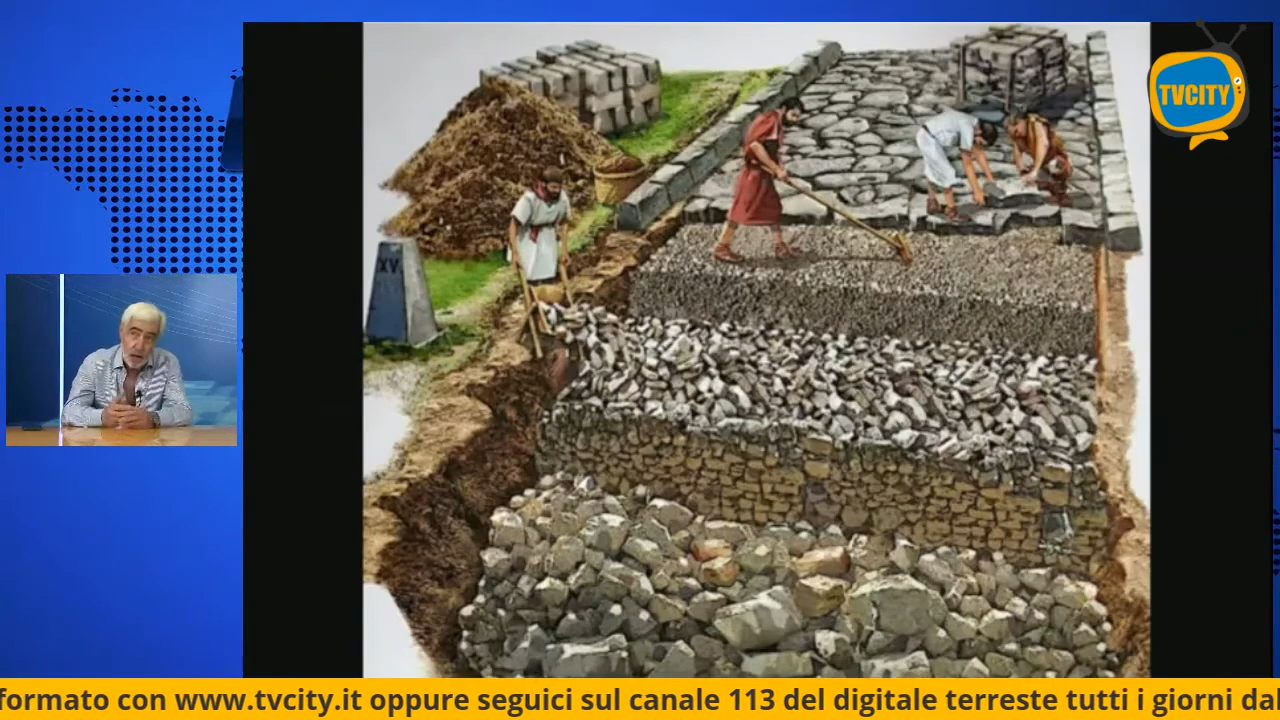 TVCITY
XV
formato con www.tvcity.it oppure seguici sul canale 113 del digitale terreste tutti i giorni dal